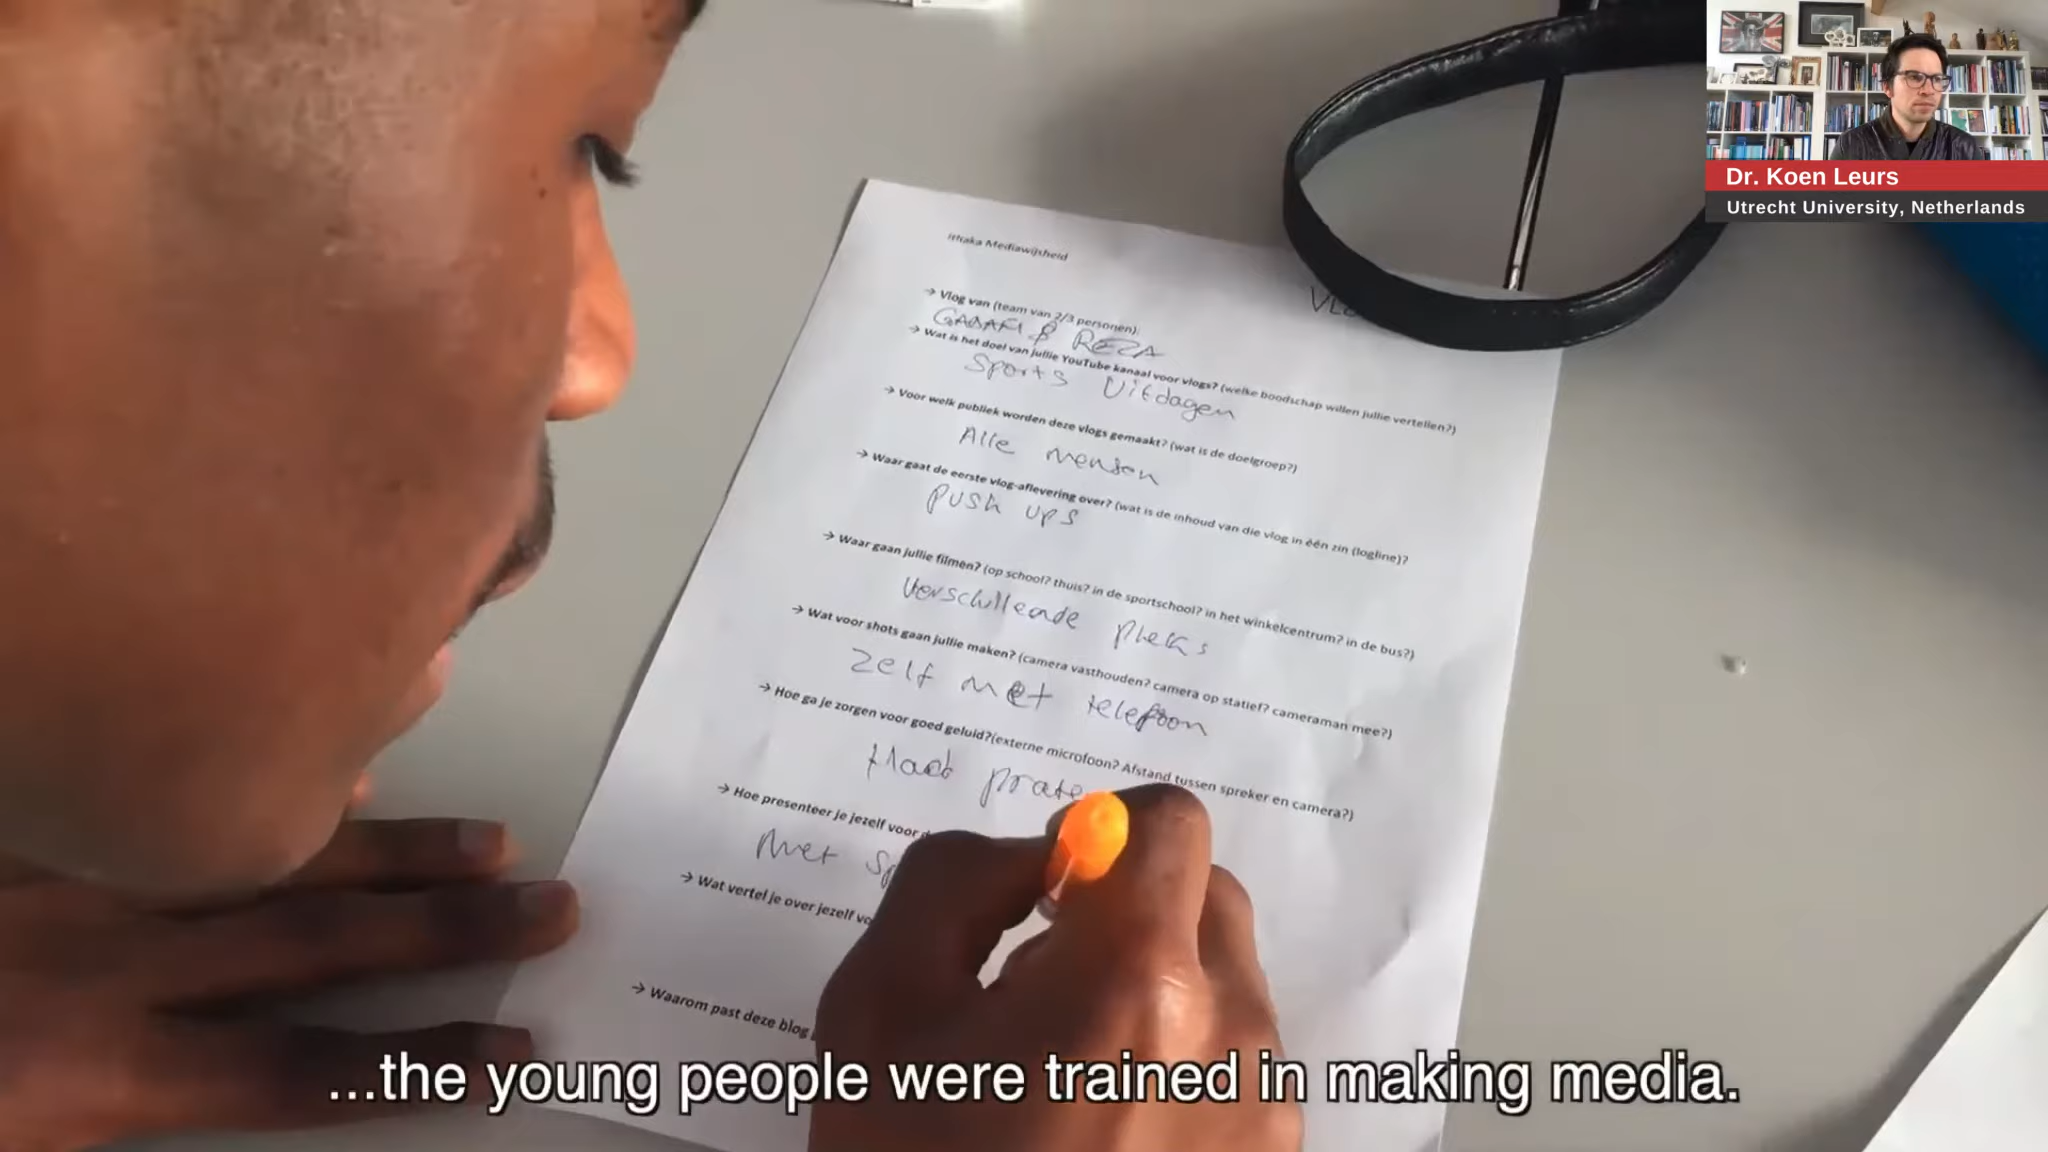 Dr. Koen Leurs
Utrecht University, Netherlands
Mediawijsheid
→ Vlog van (team van 2/3 personen):
GADAFI & REZA
→ Wat is het doel van jullie YouTube kanaal voor vlogs? (welke boodschap willen jullie vertellen?)
Sports Uitdagen
→ Voor welk publiek worden deze vlogs gemaakt? (wat is de doelgroep?)
Alle mensen
→ Waar gaat de eerste vlog-aflevering over? (wat is de inhoud van die vlog in één zin (logline)?
Push ups
→ Waar gaan jullie filmen? (op school? thuis? in de sportschool? in het winkelcentrum? in de bus?)
Verschillende pleks
→ Wat voor shots gaan jullie maken? (camera vasthouden? camera op statief? cameraman mee?)
Zelf met telefoon
→ Hoe ga je zorgen voor goed geluid?(externe microfoon? Afstand tussen spreker en camera?)
Hard prate
→ Hoe presenteer je jezelf voor
Met
→ Wat vertel je over jezelf
→ Waarom past deze blog
...the young people were trained in making media.